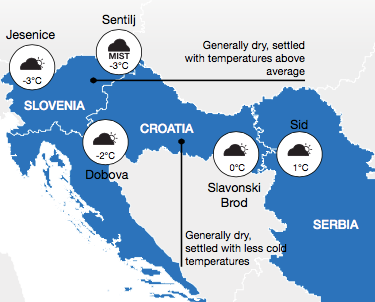 Sentilj
Jesenice
MIST
-3°C
-3°C
Generally dry, settled
with temperatures above
average
SLOVENIA
CROATIA
Sid
-2°C
0°C
1°C
Dobova
Slavonski
Brod
SERBIA
Generally dry,
settled with less cold
temperatures